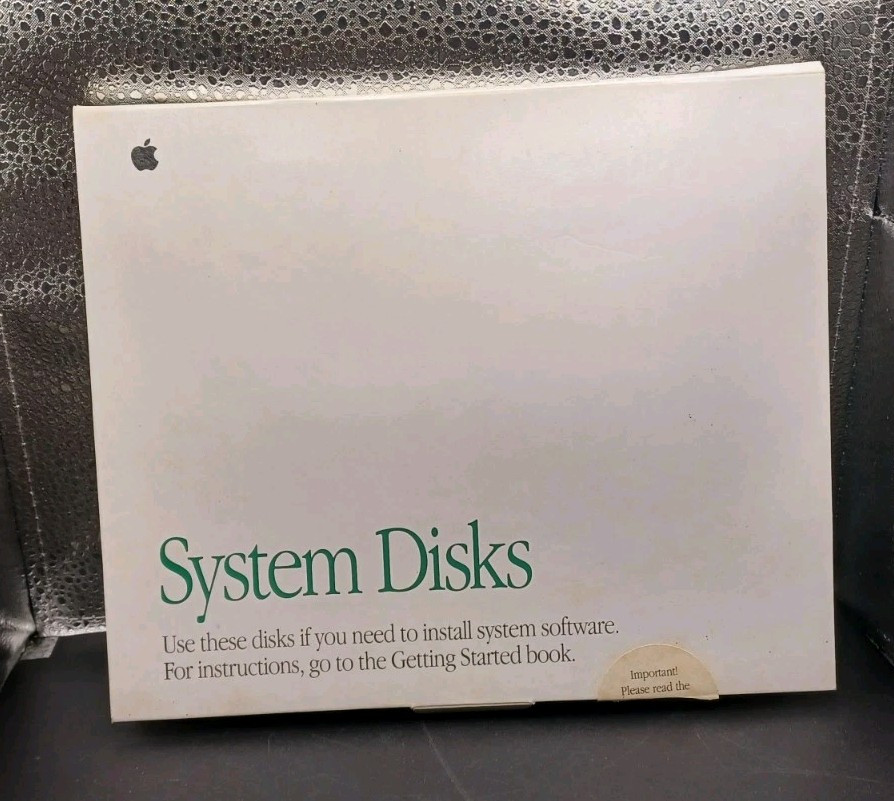 System Disks
Use these disks if you need to install system software.
For instructions, go to the Getting Started book.
Important!
Please read the